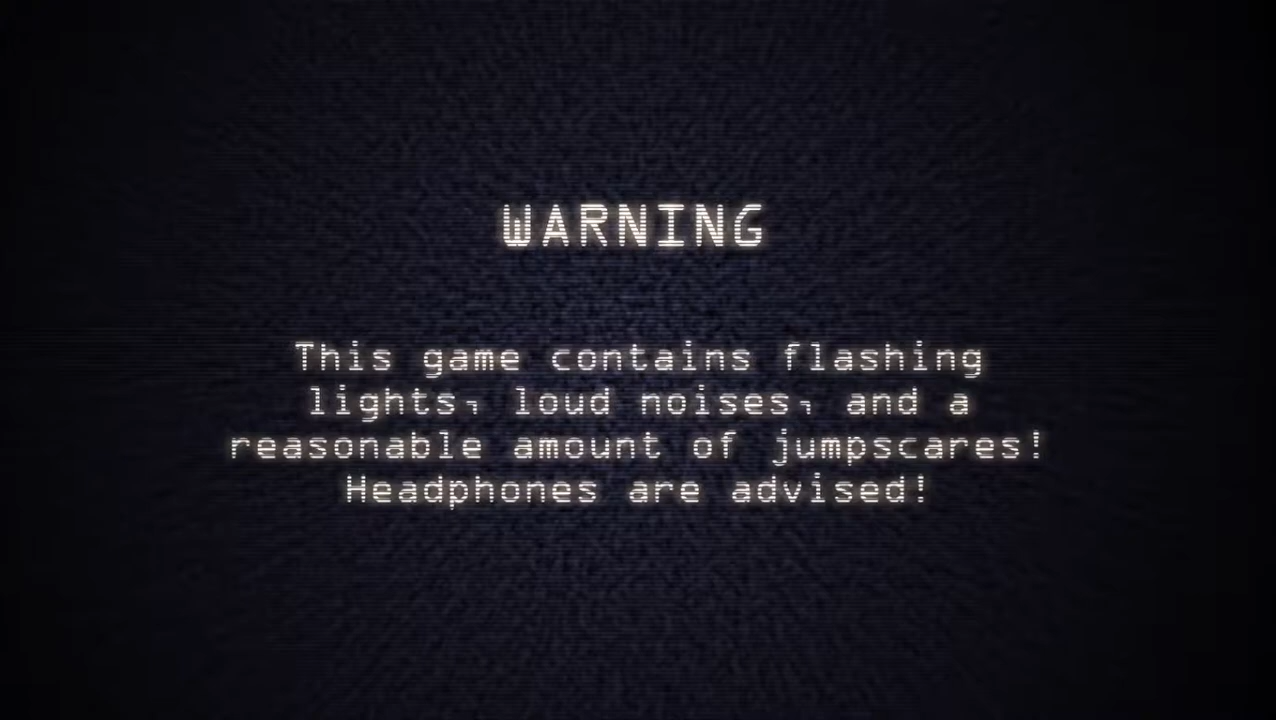 WARNING
This game contains flashing
lights, loud noises, and a
reasonable amount of jumpscares!
Headphones are advised!